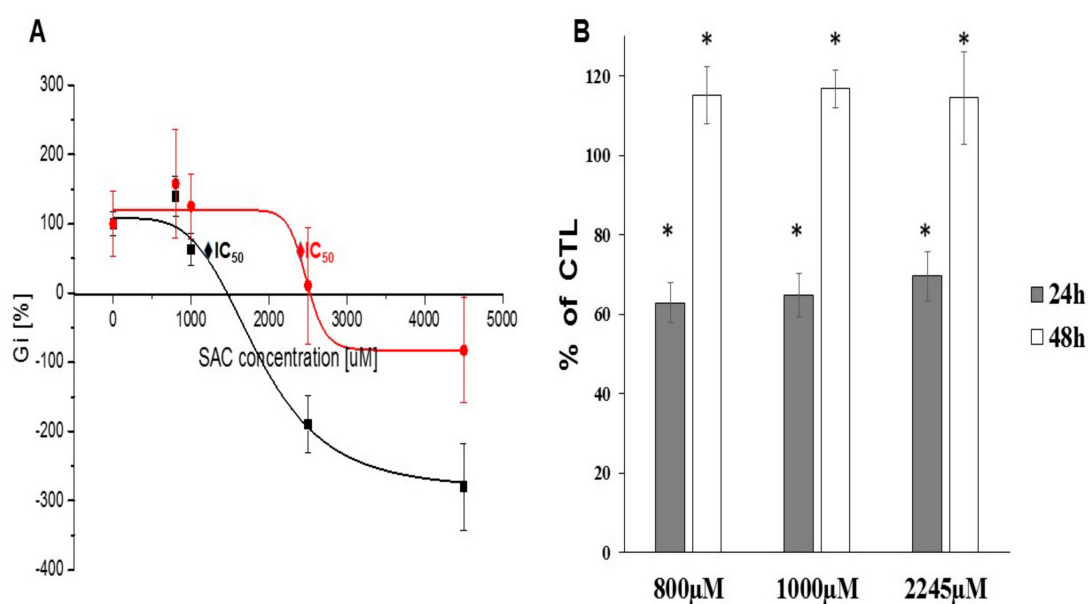 A
300
200
100
0
-100
-200
-300
-400
Gi [%]
0 1000 2000 3000 4000 5000
SAC concentration [uM]
IC50
IC50
B
120
100
80
60
40
20
0
% of CTL
* * *
* * *
800µM 1000µM 2245µM
24h
48h